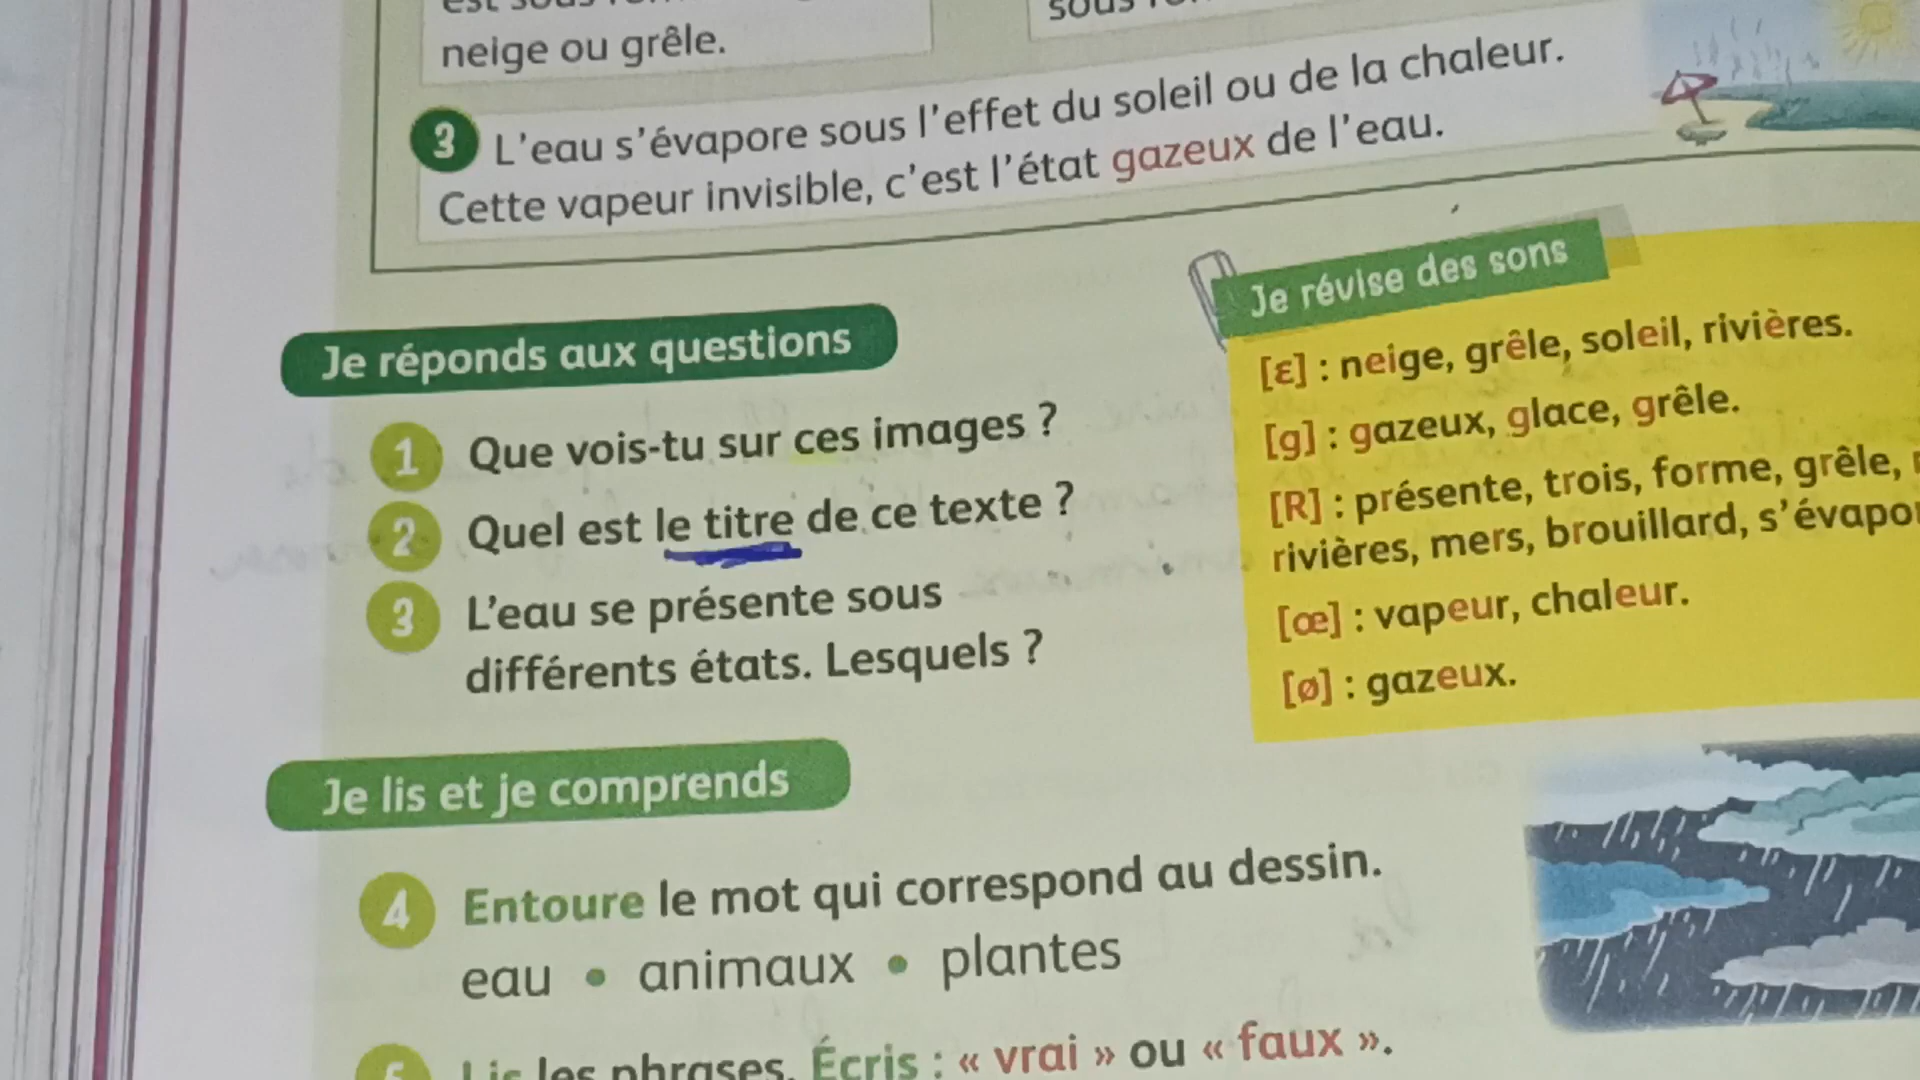 neige ou grêle.
3 L'eau s'évapore sous l'effet du soleil ou de la chaleur.
Cette vapeur invisible, c'est l'état gazeux de l'eau.
Je réponds aux questions
1 Que vois-tu sur ces images ?
2 Quel est le titre de ce texte ?
3 L'eau se présente sous
différents états. Lesquels ?
Je révise des sons
[ɛ] : neige, grêle, soleil, rivières.
[g] : gazeux, glace, grêle.
[R] : présente, trois, forme, grêle,
rivières, mers, brouillard,
[œ] : vapeur, chaleur.
[ø] : gazeux.
Je lis et je comprends
4 Entoure le mot qui correspond au dessin.
eau • animaux • plantes
Lis les phrases. Écris : « vrai » ou « faux ».